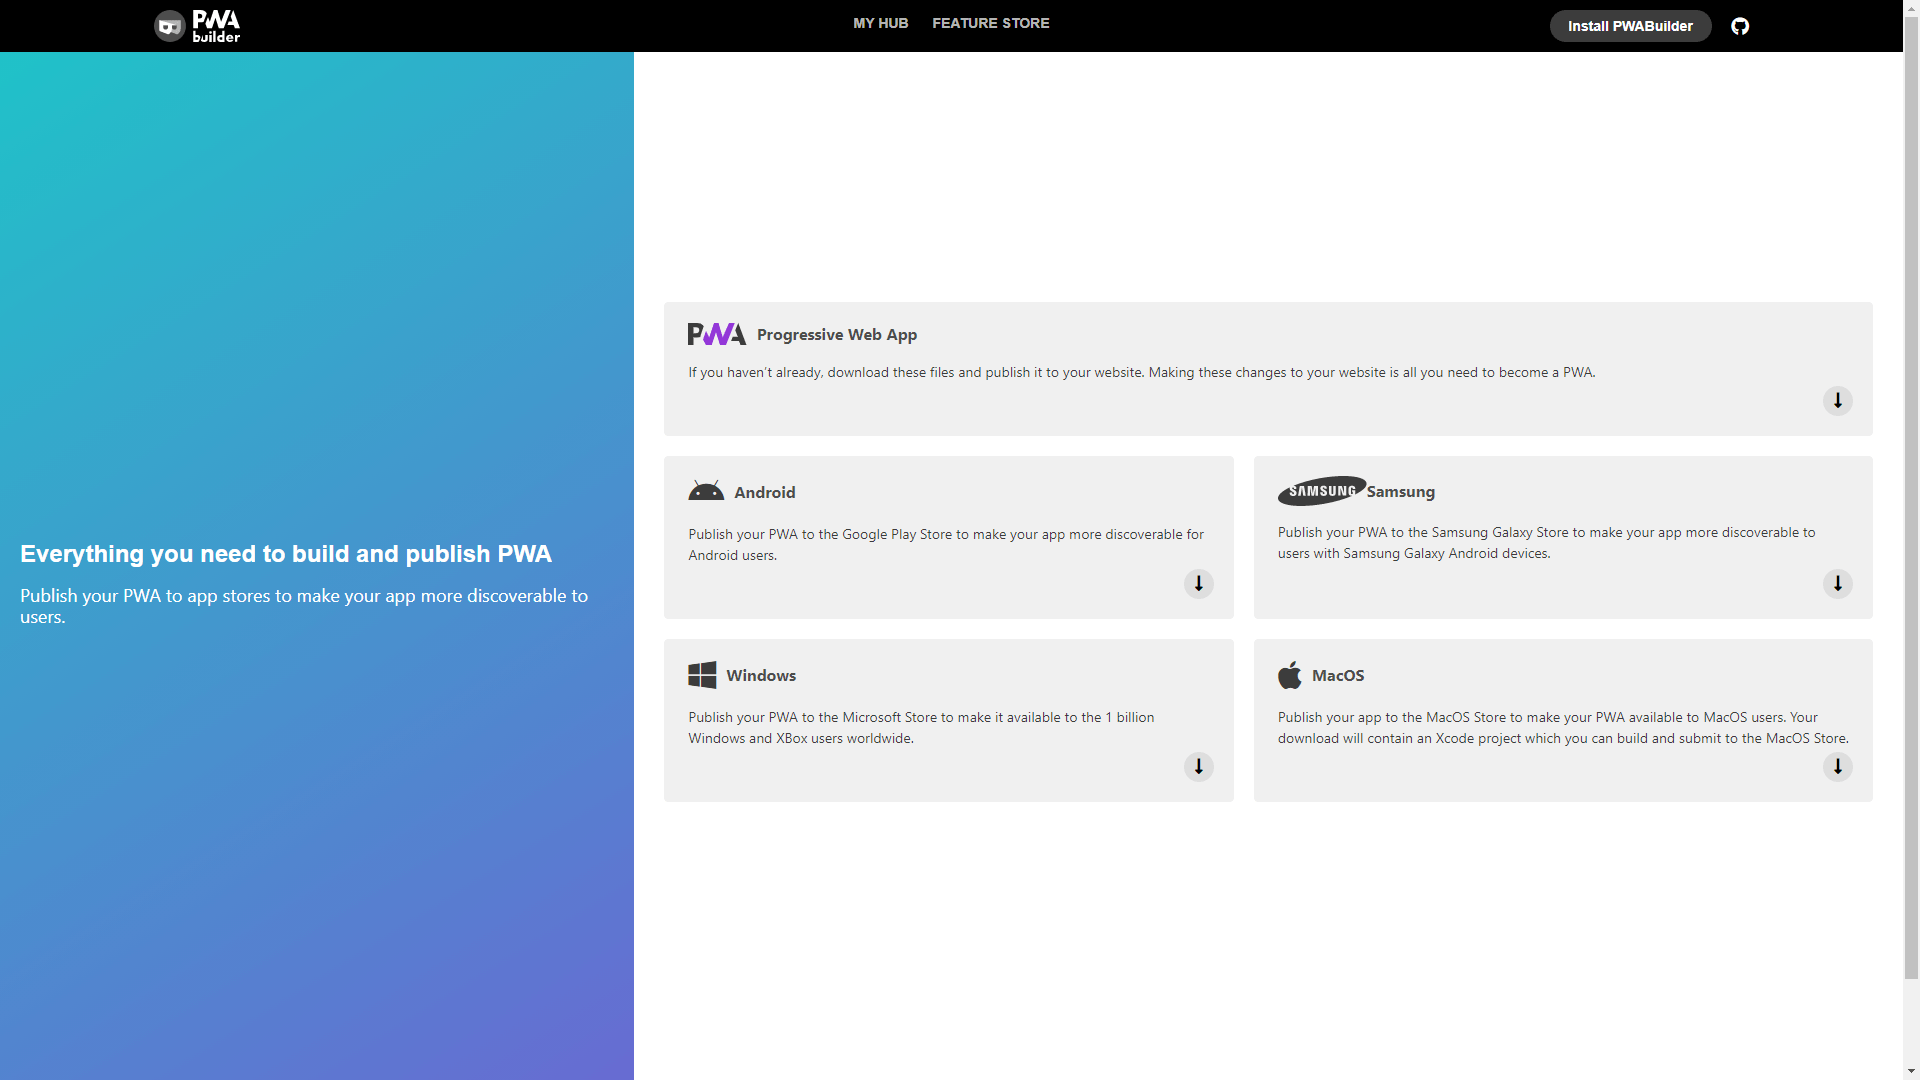 PWA
builder
MY HUB
FEATURE STORE
Install PWABuilder
Everything you need to build and publish PWA
Publish your PWA to app stores to make your app more discoverable to
users.
PWA Progressive Web App
If you haven't already, download these files and publish it to your website. Making these changes to your website is all you need to become a PWA.
Android
Publish your PWA to the Google Play Store to make your app more discoverable for
Android users.
SAMSUNG Samsung
Publish your PWA to the Samsung Galaxy Store to make your app more discoverable to
users with Samsung Galaxy Android devices.
Windows
Publish your PWA to the Microsoft Store to make it available to the 1 billion
Windows and XBox users worldwide.
MacOS
Publish your app to the MacOS Store to make your PWA available to MacOS users. Your
download will contain an Xcode project which you can build and submit to the MacOS Store.